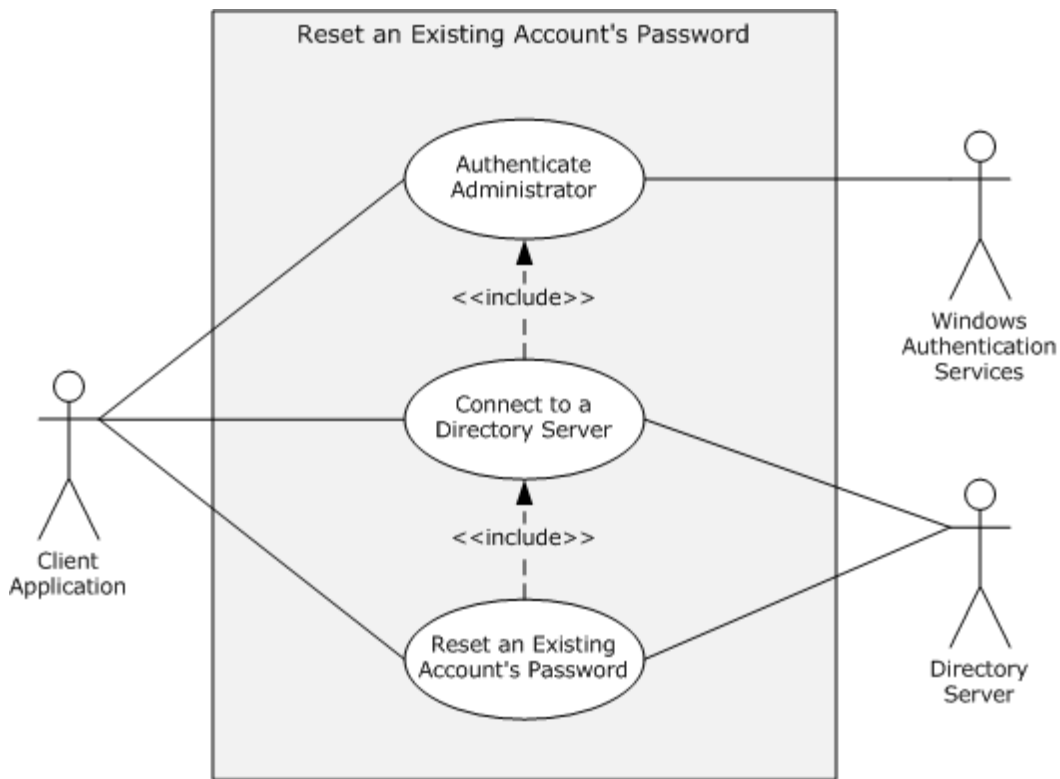 Reset an Existing Account's Password
Authenticate
Administrator
<<include>>
Windows
Authentication
Services
Connect to a
Directory Server
<<include>>
Client
Application
Reset an Existing
Account's Password
Directory
Server